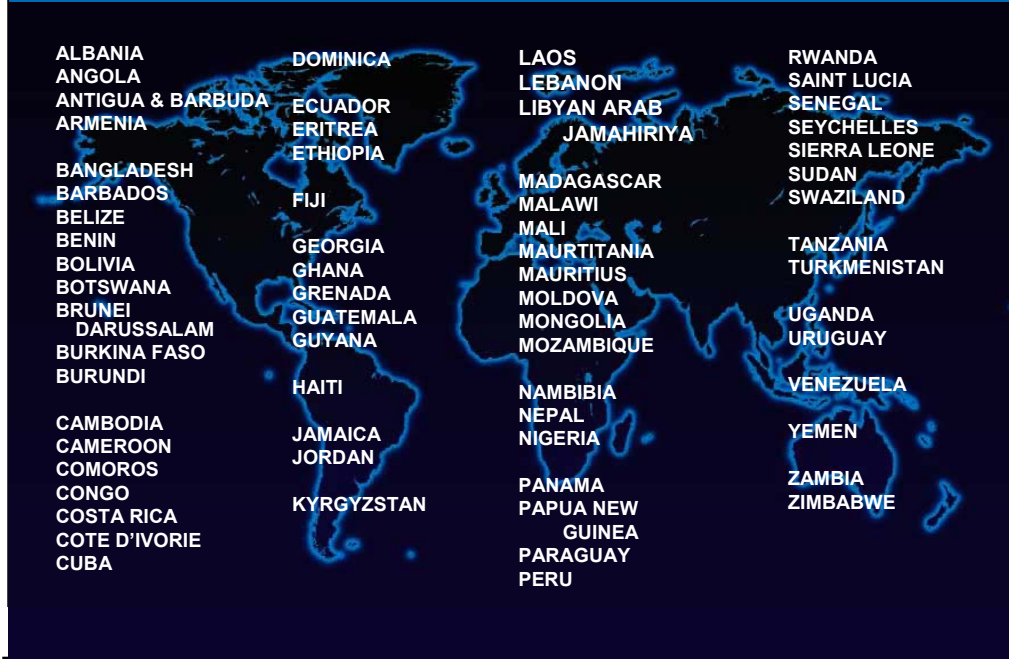 ALBANIA
ANGOLA
ANTIGUA & BARBUDA
ARMENIA
BANGLADESH
BARBADOS
BELIZE
BENIN
BOLIVIA
BOTSWANA
BRUNEI
DARUSSALAM
BURKINA FASO
BURUNDI
CAMBODIA
CAMEROON
COMOROS
CONGO
COSTA RICA
COTE D’IVORIE
CUBA
DOMINICA
ECUADOR
ERITREA
ETHIOPIA
FIJI
GEORGIA
GHANA
GRENADA
GUATEMALA
GUYANA
HAITI
JAMAICA
JORDAN
KYRGYZSTAN
LAOS
LEBANON
LIBYAN ARAB
JAMAHIRIYA
MADAGASCAR
MALAWI
MALI
MAURTITANIA
MAURITIUS
MOLDOVA
MONGOLIA
MOZAMBIQUE
NAMBIBIA
NEPAL
NIGERIA
PANAMA
PAPUA NEW
GUINEA
PARAGUAY
PERU
RWANDA
SAINT LUCIA
SENEGAL
SEYCHELLES
SIERRA LEONE
SUDAN
SWAZILAND
TANZANIA
TURKMENISTAN
UGANDA
URUGUAY
VENEZUELA
YEMEN
ZAMBIA
ZIMBABWE